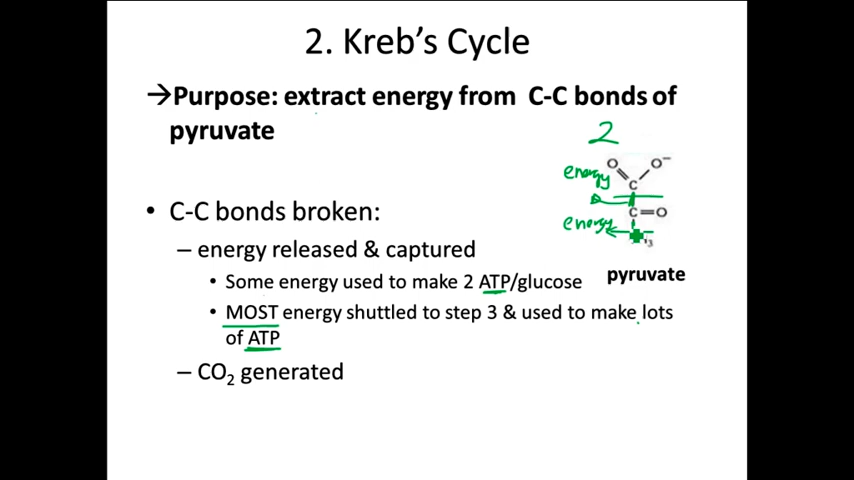 2. Kreb's Cycle
→Purpose: extract energy from C-C bonds of
pyruvate
2
O O⁻
energy
C
C=O
energy
3
pyruvate
• C-C bonds broken:
– energy released & captured
• Some energy used to make 2 ATP/glucose
• MOST energy shuttled to step 3 & used to make lots
of ATP
– CO₂ generated